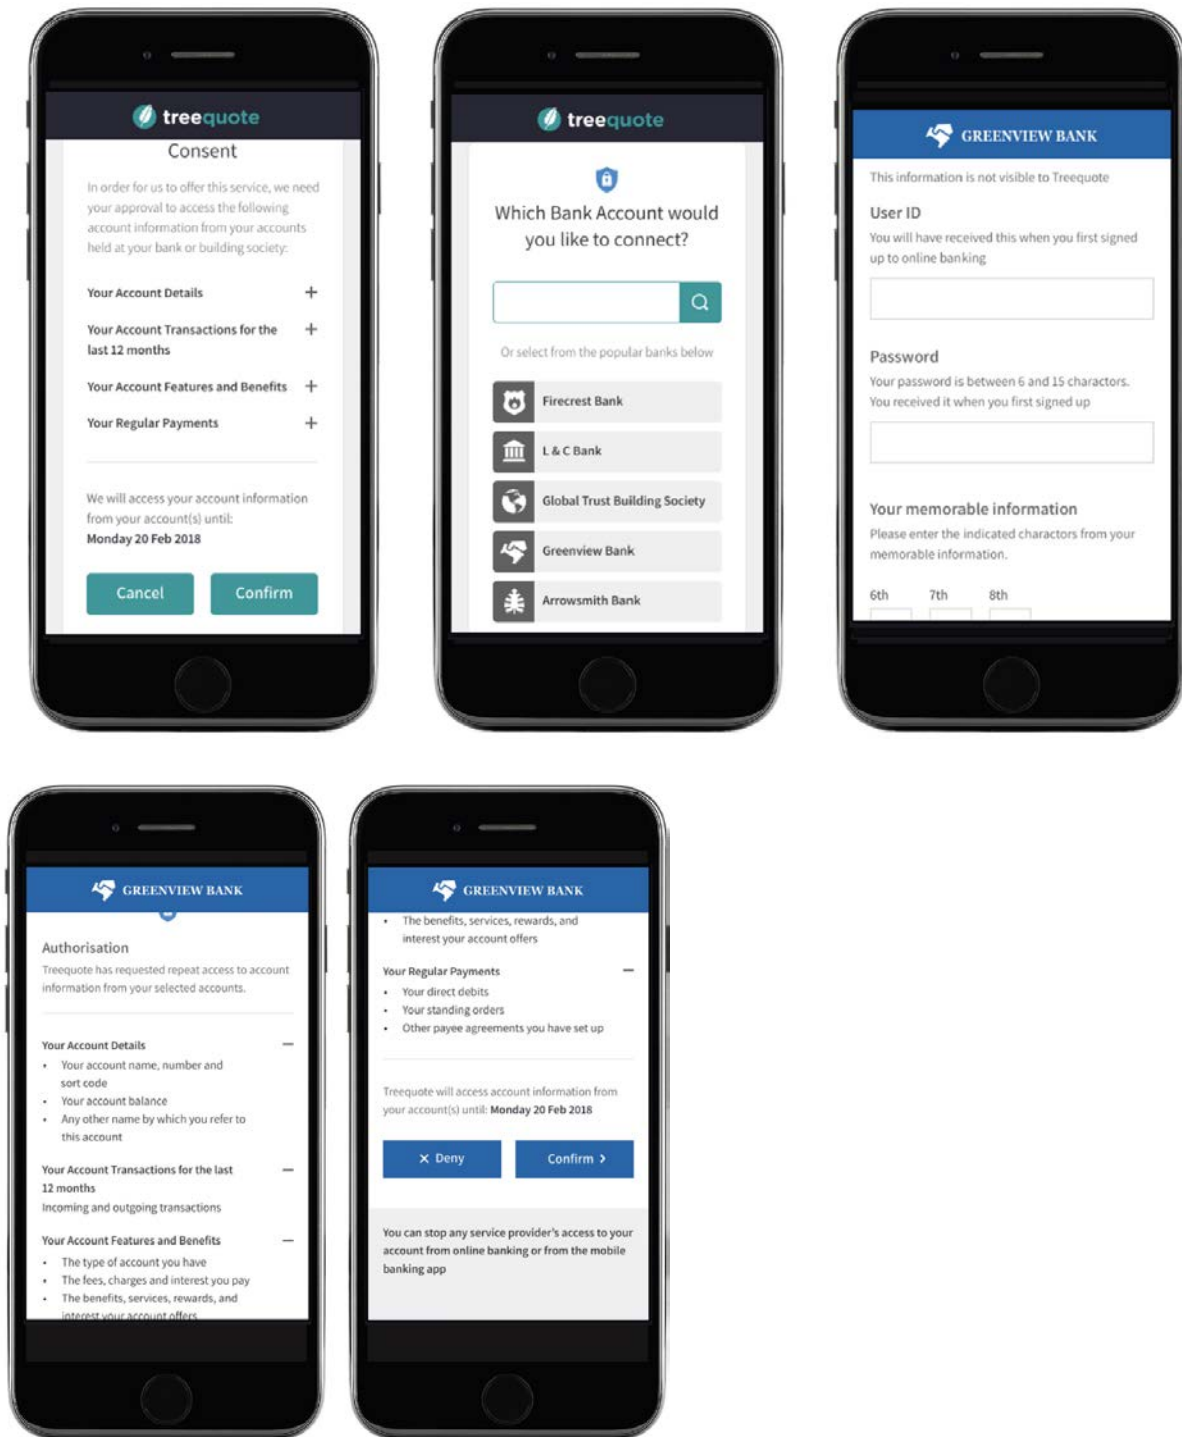 treequote
Consent
In order for us to offer this service, we need
your approval to access the following
account information from your accounts
held at your bank or building society:
Your Account Details
Your Account Transactions for the
last 12 months
Your Account Features and Benefits
Your Regular Payments
We will access your account information
from your account(s) until:
Monday 20 Feb 2018
Cancel
Confirm
treequote
Which Bank Account would
you like to connect?
Or select from the popular banks below
Firecrest Bank
L & C Bank
Global Trust Building Society
Greenview Bank
Arrowsmith Bank
GREENVIEW BANK
This information is not visible to Treequote
User ID
You will have received this when you first signed
up to online banking
Password
Your password is between 6 and 15 charactors.
You received it when you first signed up
Your memorable information
Please enter the indicated charactors from your
memorable information.
6th 7th 8th
GREENVIEW BANK
Authorisation
Treequote has requested repeat access to account
information from your selected accounts.
Your Account Details
• Your account name, number and
sort code
• Your account balance
• Any other name by which you refer to
this account
Your Account Transactions for the last
12 months
Incoming and outgoing transactions
Your Account Features and Benefits
• The type of account you have
• The fees, charges and interest you pay
• The benefits, services, rewards, and
interest your account offers
GREENVIEW BANK
• The benefits, services, rewards, and
interest your account offers
Your Regular Payments
• Your direct debits
• Your standing orders
• Other payee agreements you have set up
Treequote will access account information from
your account(s) until: Monday 20 Feb 2018
× Deny
Confirm >
You can stop any service provider's access to your
account from online banking or from the mobile
banking app